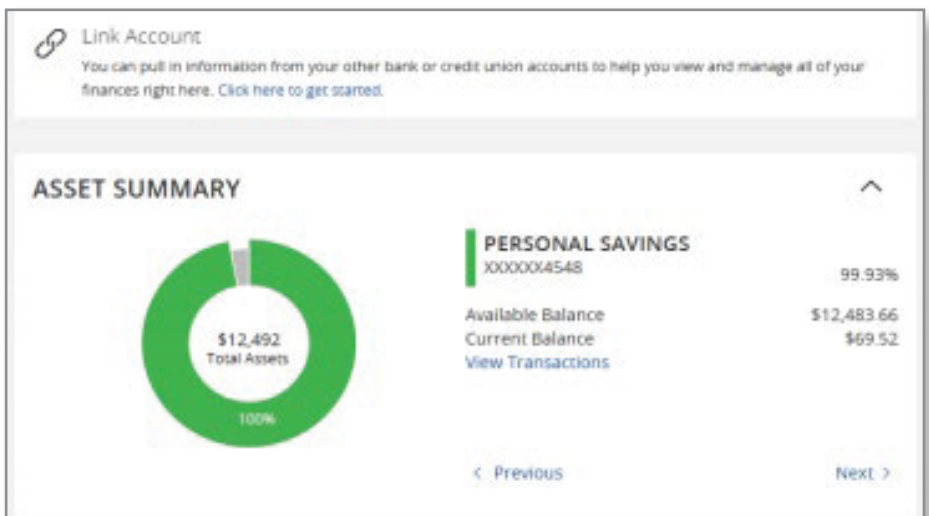 Link Account
You can pull in information from your other bank or credit union accounts to help you view and manage all of your
finances right here. Click here to get started.
ASSET SUMMARY
$12,492
Total Assets
100%
PERSONAL SAVINGS
XXXXXX4548
99.93%
Available Balance $12,483.66
Current Balance $69.52
View Transactions
< Previous Next >